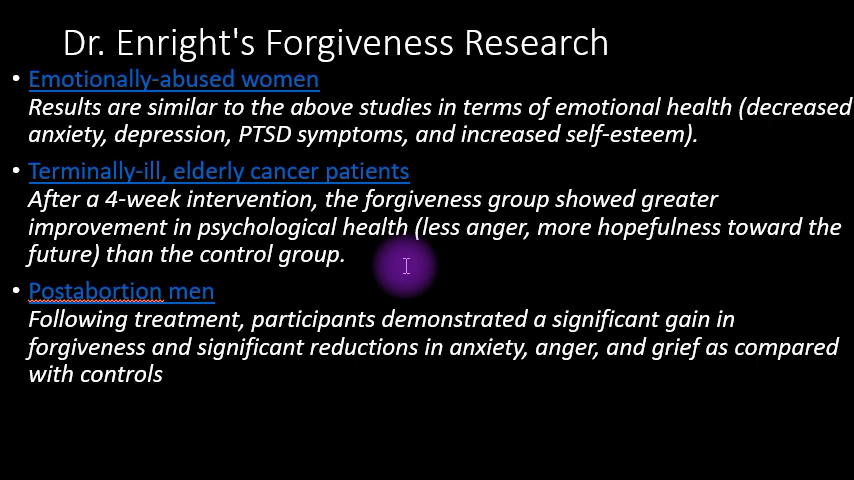 Dr. Enright's Forgiveness Research
• Emotionally-abused women
Results are similar to the above studies in terms of emotional health (decreased
anxiety, depression, PTSD symptoms, and increased self-esteem).
• Terminally-ill, elderly cancer patients
After a 4-week intervention, the forgiveness group showed greater
improvement in psychological health (less anger, more hopefulness toward the
future) than the control group.
• Postabortion men
Following treatment, participants demonstrated a significant gain in
forgiveness and significant reductions in anxiety, anger, and grief as compared
with controls